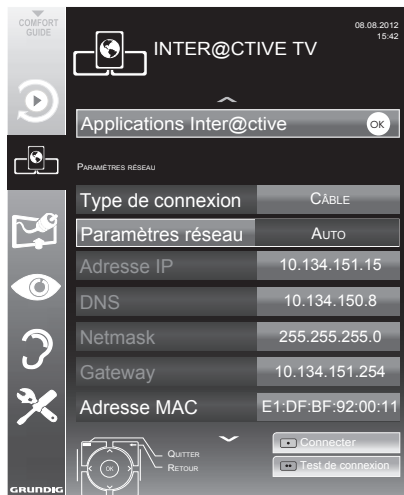 COMFORT
GUIDE
08.08.2012
15:42
INTER@CTIVE TV
Applications Inter@ctive OK
PARAMÈTRES RÉSEAU
Type de connexion CÂBLE
Paramètres réseau AUTO
Adresse IP 10.134.151.15
DNS 10.134.150.8
Netmask 255.255.255.0
Gateway 10.134.151.254
Adresse MAC E1:DF:BF:92:00:11
OK
QUITTER
RETOUR
Connecter
Test de connexion
GRUNDIG